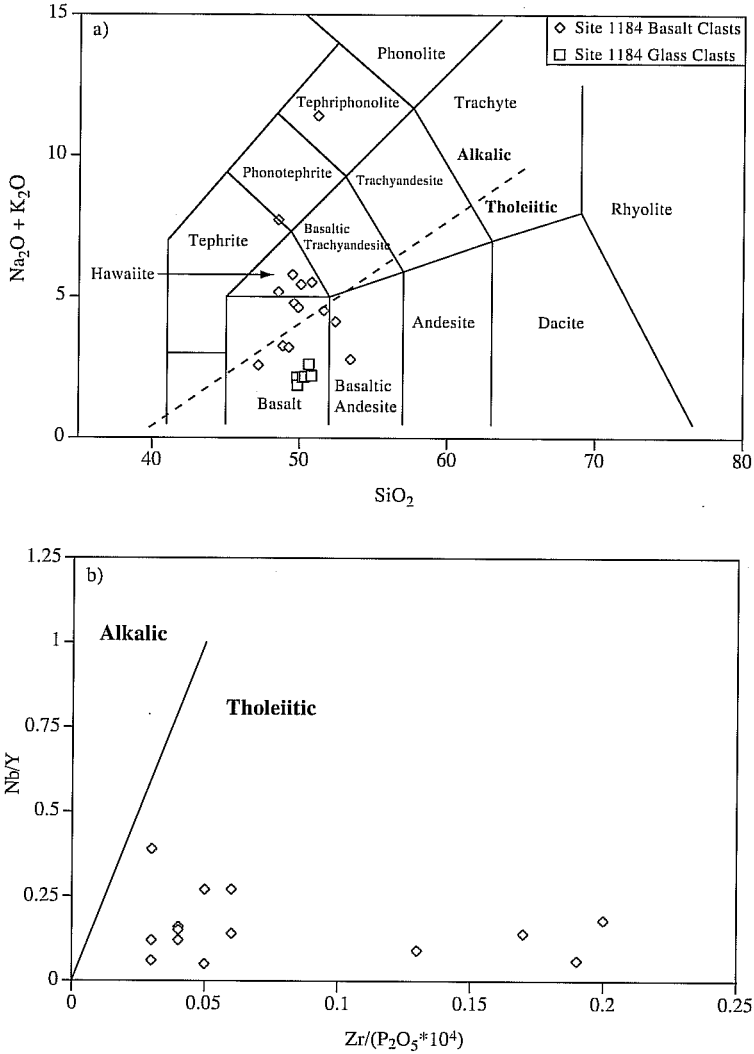 15
a)
Site 1184 Basalt Clasts
Site 1184 Glass Clasts
Phonolite
Tephriphonolite
Trachyte
10
Alkalic
Phonotephrite
Trachyandesite
Tholeiitic
Rhyolite
Na2O + K2O
Tephrite
Basaltic
Trachyandesite
Hawaiite
5
Andesite
Dacite
Basalt
Basaltic
Andesite
0
40
50
60
70
80
SiO2
1.25
b)
Alkalic
1
Tholeiitic
0.75
Nb/Y
0.5
0.25
0
0
0.05
0.1
0.15
0.2
0.25
Zr/(P2O5*10⁴)